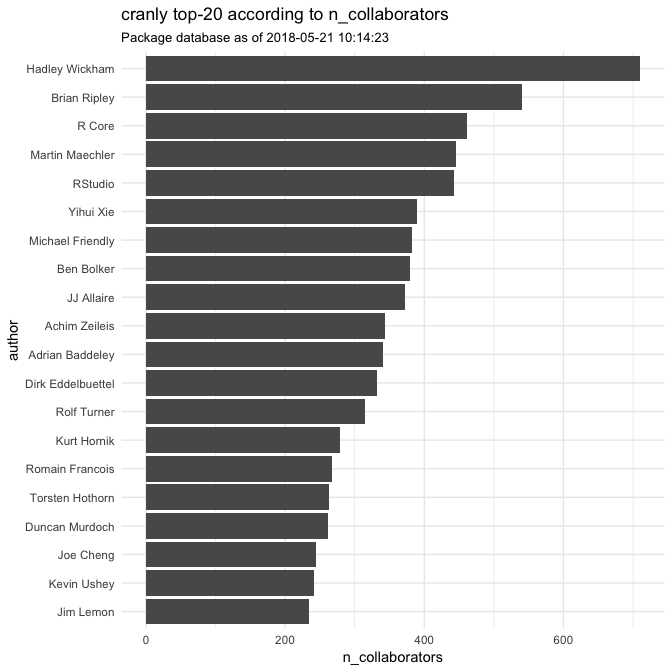 cranly top-20 according to n_collaborators
Package database as of 2018-05-21 10:14:23
author
Hadley Wickham
Brian Ripley
R Core
Martin Maechler
RStudio
Yihui Xie
Michael Friendly
Ben Bolker
JJ Allaire
Achim Zeileis
Adrian Baddeley
Dirk Eddelbuettel
Rolf Turner
Kurt Hornik
Romain Francois
Torsten Hothorn
Duncan Murdoch
Joe Cheng
Kevin Ushey
Jim Lemon
0 200 400 600
n_collaborators